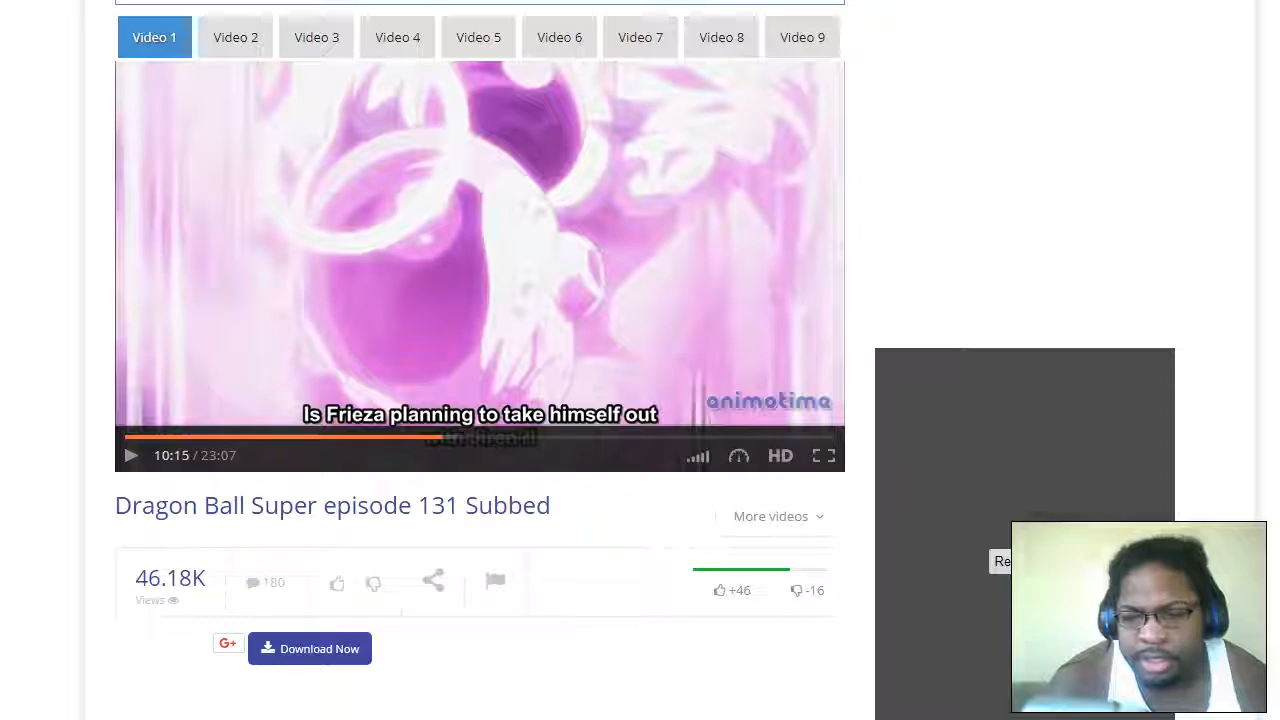 Video 1 Video 2 Video 3 Video 4 Video 5 Video 6 Video 7 Video 8 Video 9
Is Frieza planning to take himself out
animotime
10:15 / 23:07 HD
Dragon Ball Super episode 131 Subbed
More videos
46.18K
Views
180
+46 -16
Re
G+ Download Now